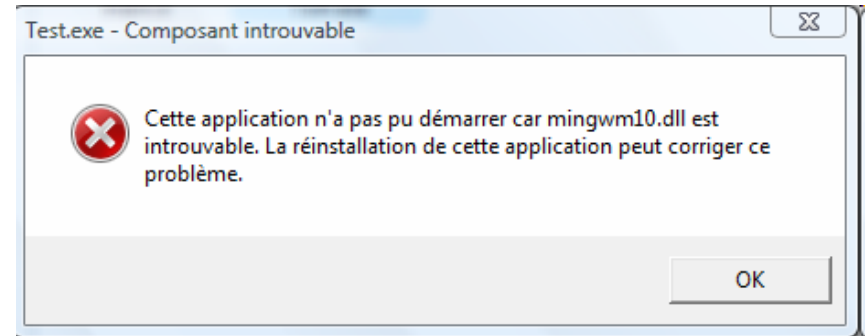 Test.exe - Composant introuvable
Cette application n'a pas pu démarrer car mingwm10.dll est
introuvable. La réinstallation de cette application peut corriger ce
problème.
OK